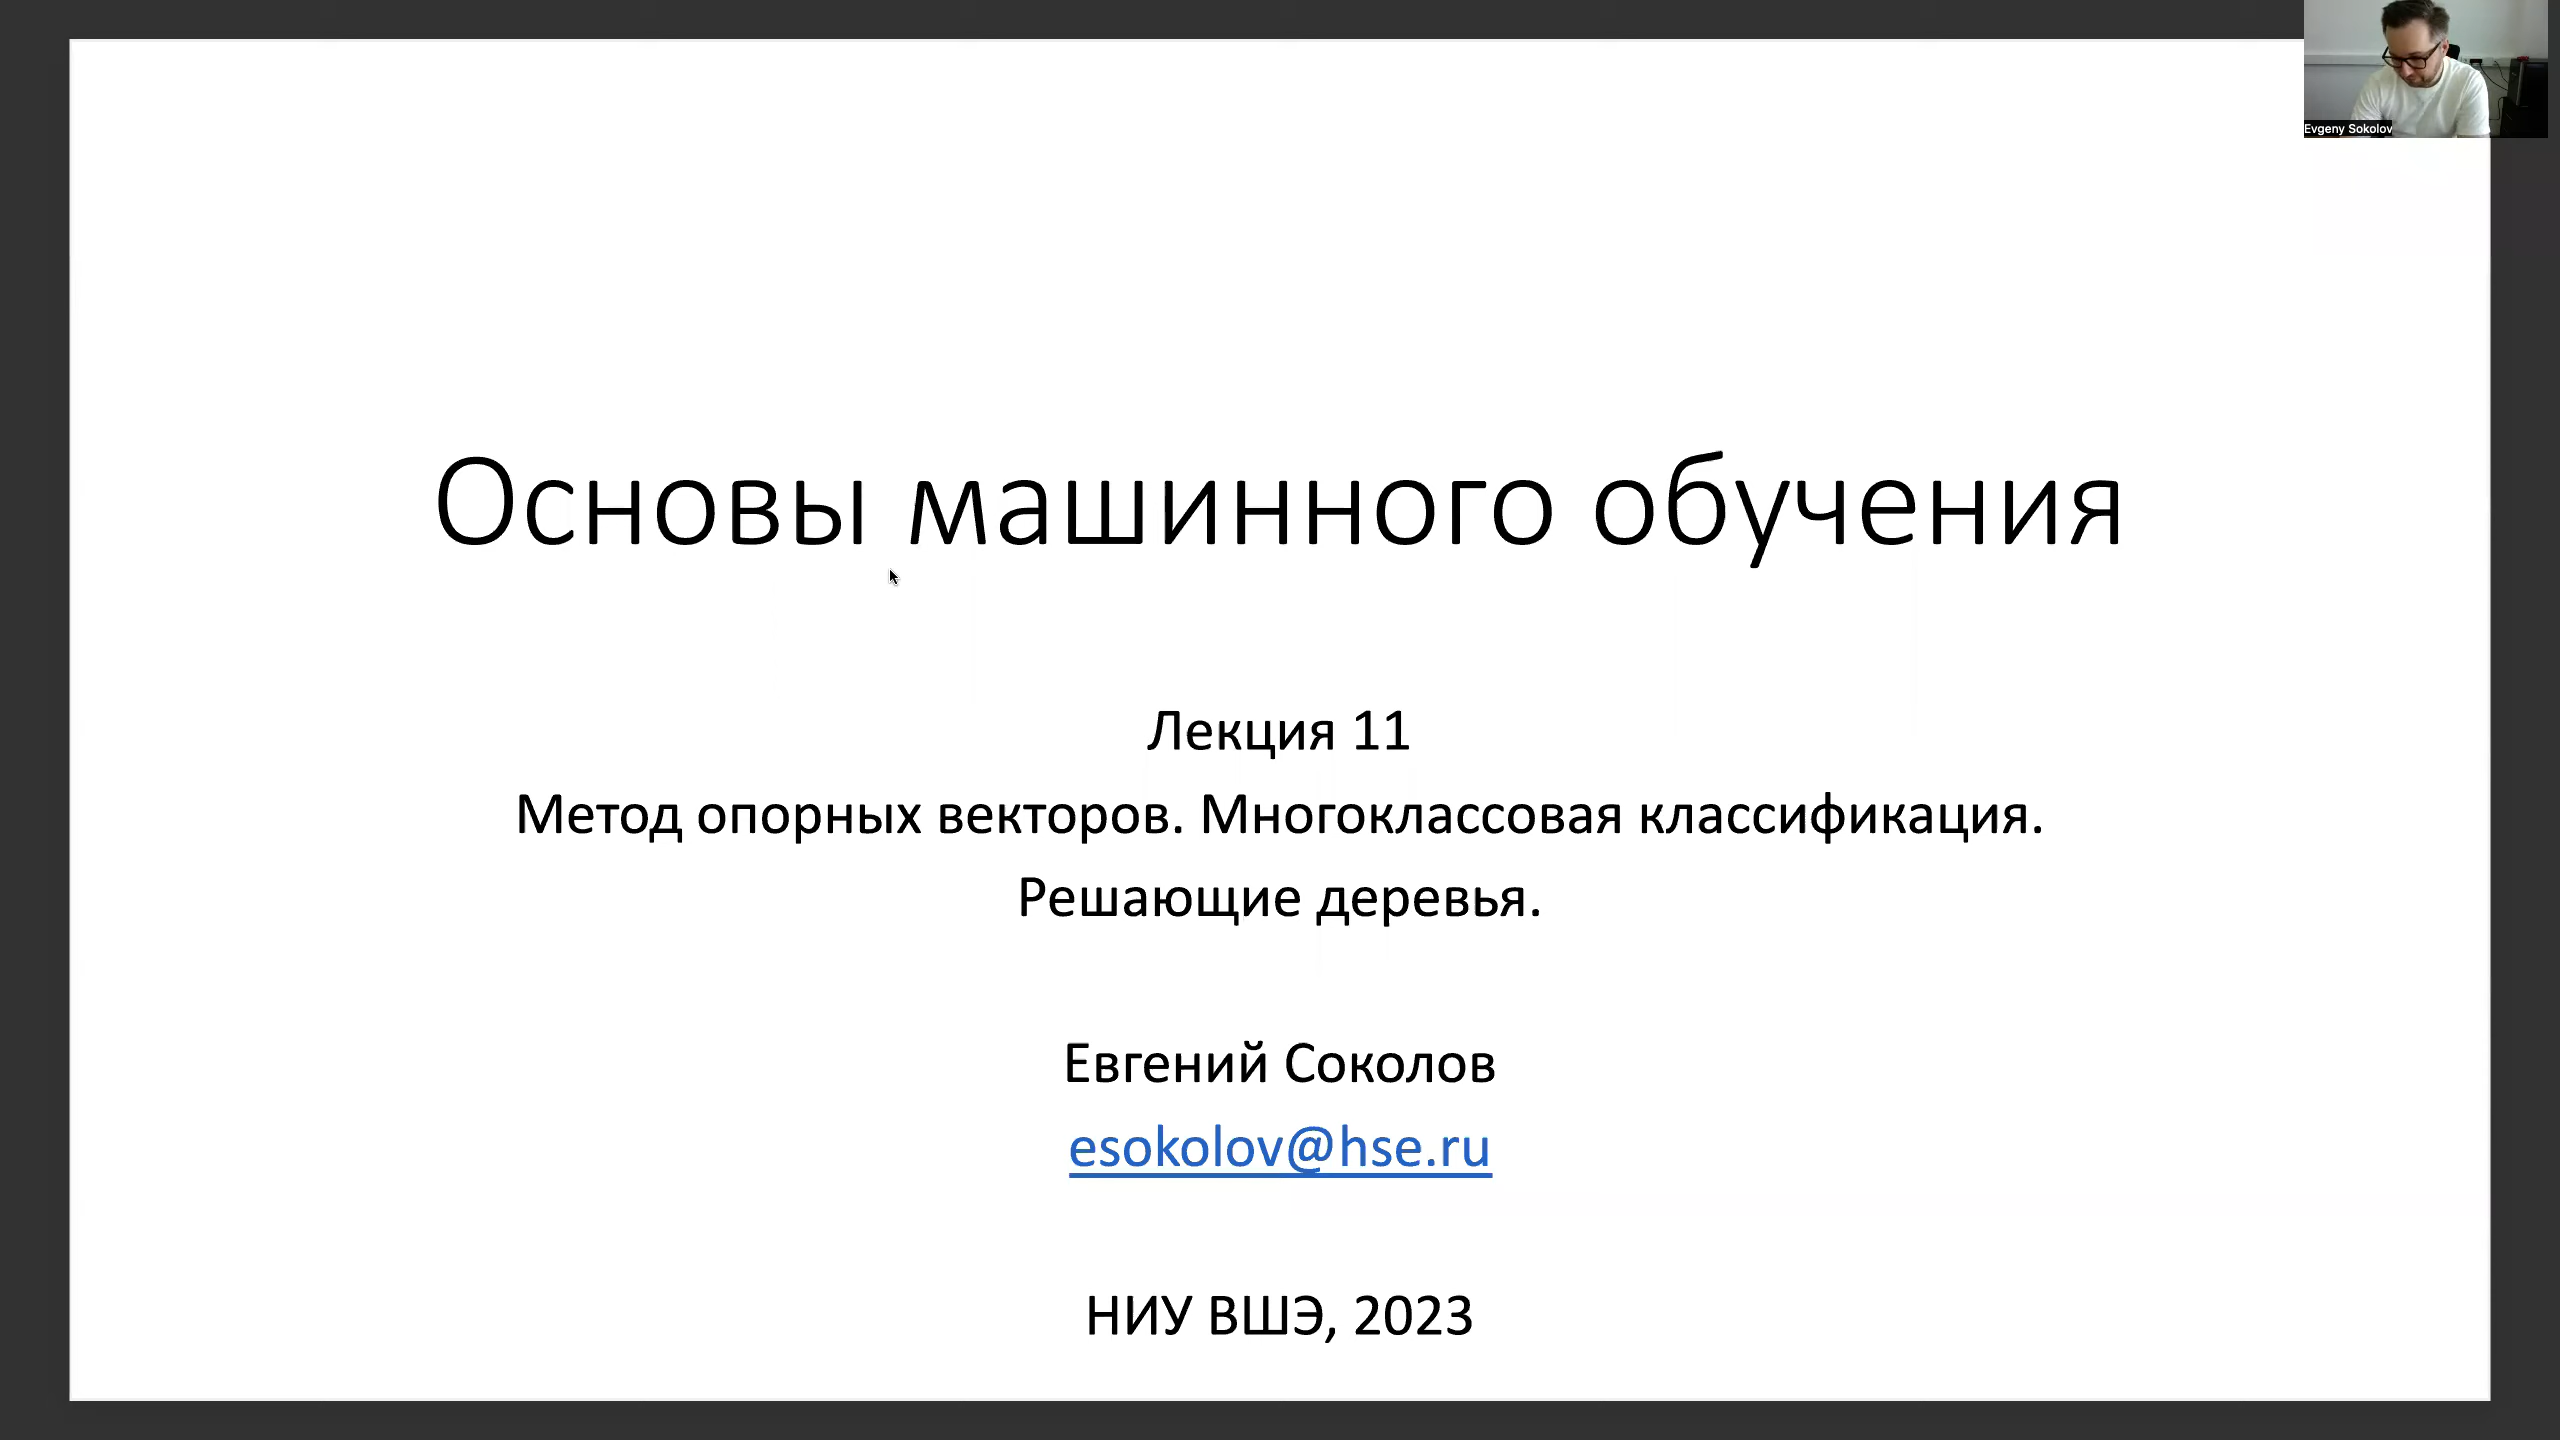 Evgeny Sokolov
Основы машинного обучения
Лекция 11
Метод опорных векторов. Многоклассовая классификация.
Решающие деревья.
Евгений Соколов
esokolov@hse.ru
НИУ ВШЭ, 2023